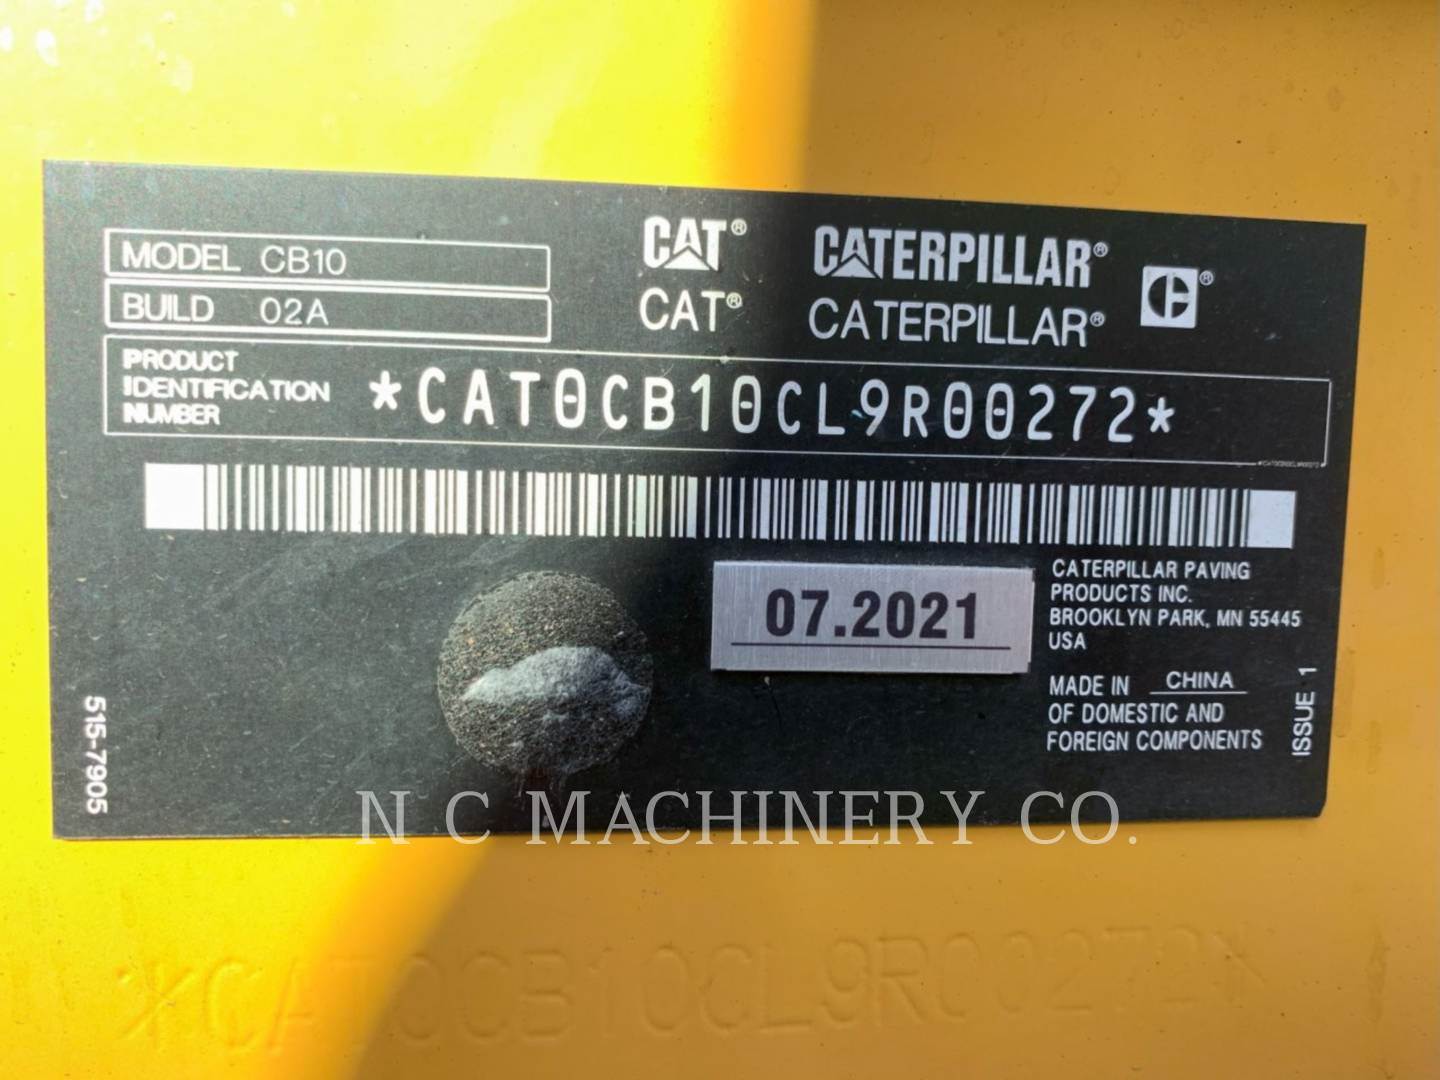 MODEL CB10
BUILD 02A
CAT®
CAT®
CATERPILLAR®
CATERPILLAR®
C®
PRODUCT
IDENTIFICATION
NUMBER
*CAT0CB10CL9R00272*
07.2021
CATERPILLAR PAVING
PRODUCTS INC.
BROOKLYN PARK, MN 55445
USA
MADE IN CHINA
OF DOMESTIC AND
FOREIGN COMPONENTS
ISSUE 1
515-7905
N C MACHINERY CO.
*CAT0CB10CL9R00272*